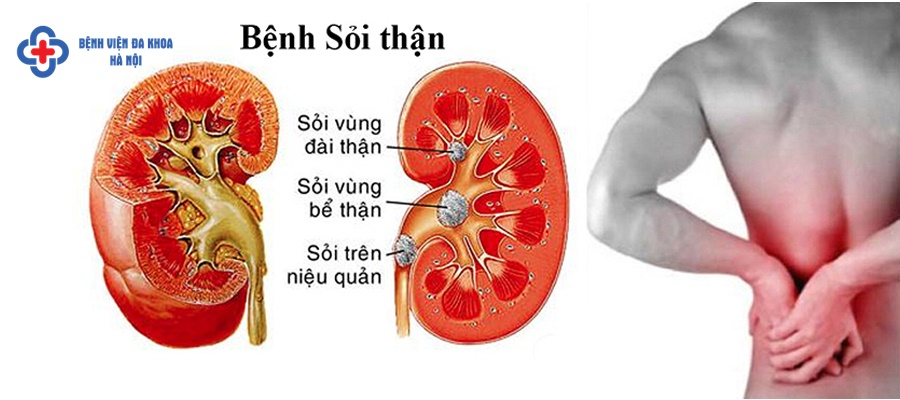 BỆNH VIỆN ĐA KHOA
HÀ NỘI
Bệnh Sỏi thận
Sỏi vùng
đài thận
Sỏi vùng
bể thận
Sỏi trên
niệu quản